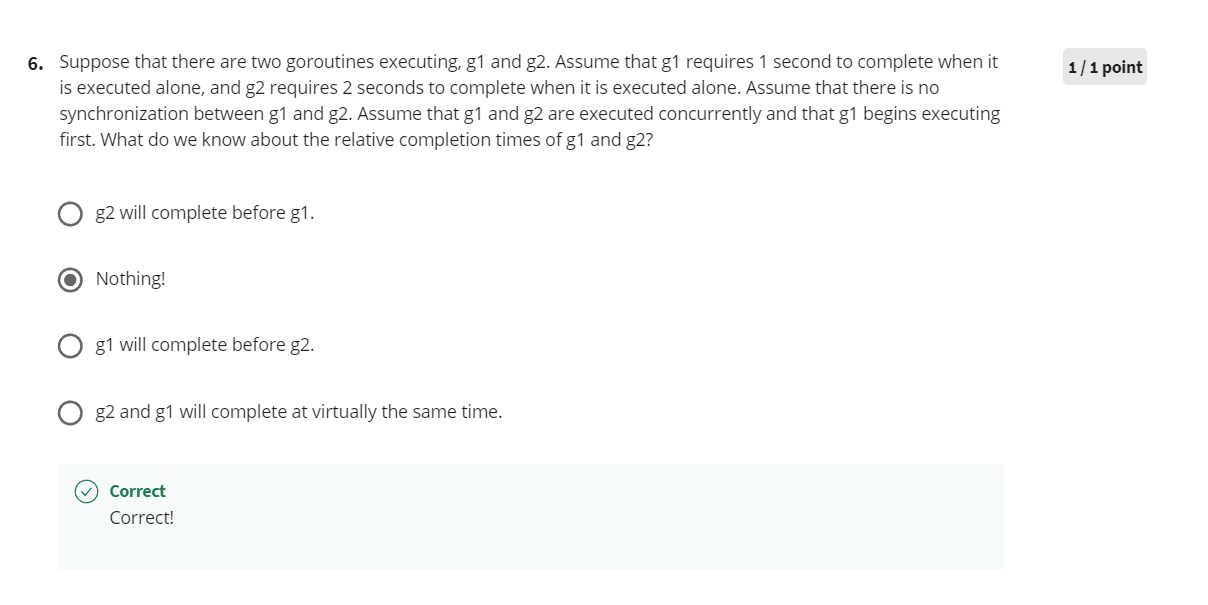 6. Suppose that there are two goroutines executing, g1 and g2. Assume that g1 requires 1 second to complete when it
1 / 1 point
is executed alone, and g2 requires 2 seconds to complete when it is executed alone. Assume that there is no
synchronization between g1 and g2. Assume that g1 and g2 are executed concurrently and that g1 begins executing
first. What do we know about the relative completion times of g1 and g2?
g2 will complete before g1.
Nothing!
g1 will complete before g2.
g2 and g1 will complete at virtually the same time.
Correct
Correct!